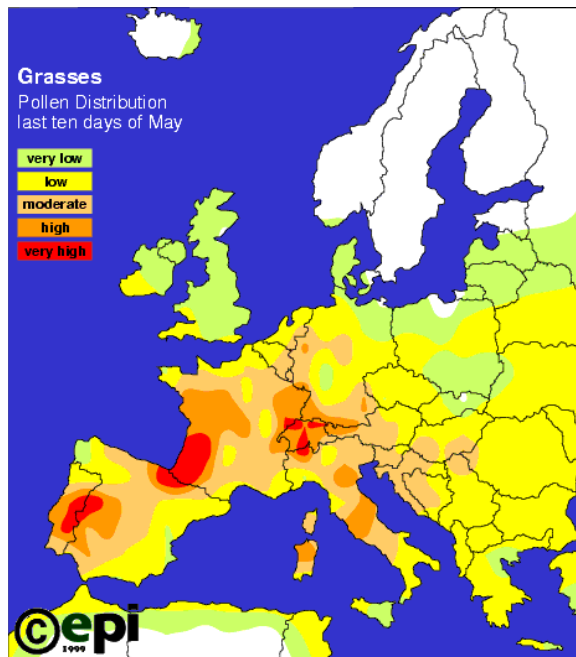 Grasses
Pollen Distribution
last ten days of May
very low
low
moderate
high
very high
©epi
1999